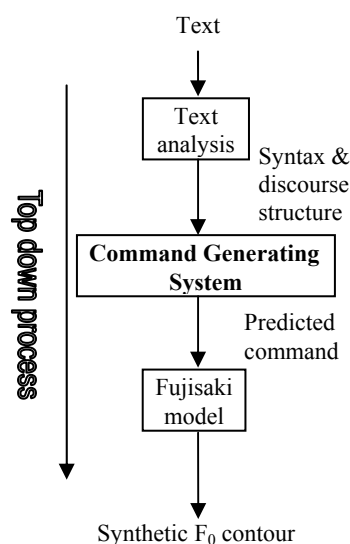 Text
Text
analysis
Syntax &
discourse
structure
Command Generating
System
Predicted
command
Fujisaki
model
Synthetic F₀ contour
Top down process